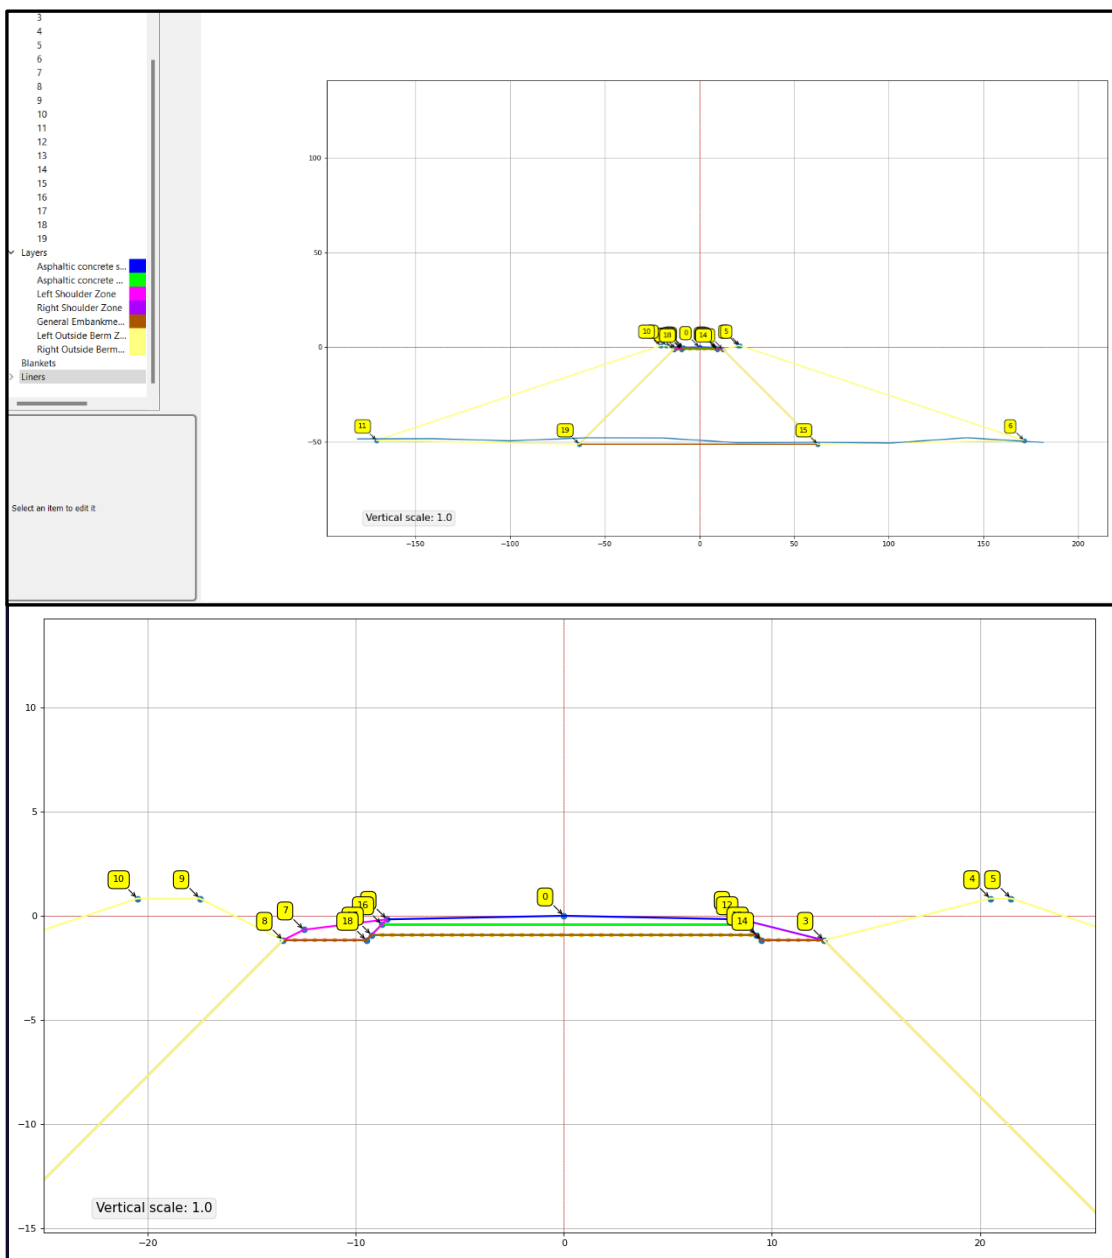 3
4
5
6
7
8
9
10
11
12
13
14
15
16
17
18
19
Layers
Asphaltic concrete s...
Asphaltic concrete ...
Left Shoulder Zone
Right Shoulder Zone
General Embankme...
Left Outside Berm Z...
Right Outside Berm...
Blankets
Liners
Select an item to edit it
100
50
0
−50
10 18 0 14 5
11 19 15 6
Vertical scale: 1.0
−150 −100 −50 0 50 100 150 200
10
5
0
−5
−10
−15
10 9 4 5
8 7 18 16 0 12 14 3
Vertical scale: 1.0
−20 −10 0 10 20